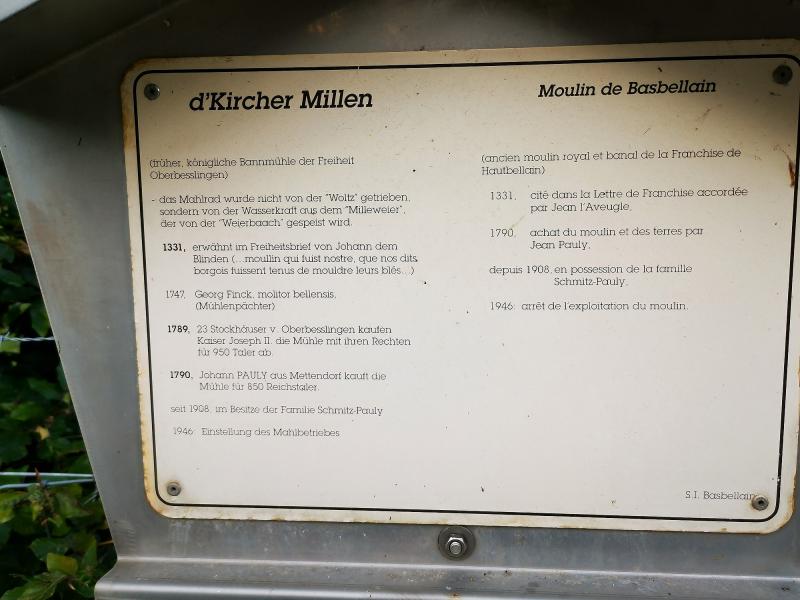 d'Kircher Millen
(früher, königliche Bannmühle der Freiheit
Oberbesslingen)
- das Mahlrad wurde nicht von der "Woltz" getrieben,
sondern von der Wasserkraft aus dem "Milleweier",
der von der "Weierbaach" gespeist wird.
1331, erwähnt im Freiheitsbrief von Johann dem
Blinden (...moullin qui fuist nostre, que nos dits
borgois fuissent tenus de mouldre leurs blés...)
1747, Georg Finck, molitor bellensis,
(Mühlenpächter)
1789, 23 Stockhäuser v. Oberbesslingen kaufen
Kaiser Joseph II. die Mühle mit ihren Rechten
für 950 Taler ab.
1790, Johann PAULY aus Mettendorf kauft die
Mühle für 850 Reichstaler.
seit 1908, im Besitze der Familie Schmitz-Pauly
1946: Einstellung des Mahlbetriebes
Moulin de Basbellain
(ancien moulin royal et banal de la Franchise de
Hautbellain)
1331, cité dans la Lettre de Franchise accordée
par Jean l'Aveugle,
1790, achat du moulin et des terres par
Jean Pauly,
depuis 1908, en possession de la famille
Schmitz-Pauly,
1946: arrêt de l'exploitation du moulin.
S.I. Basbellain